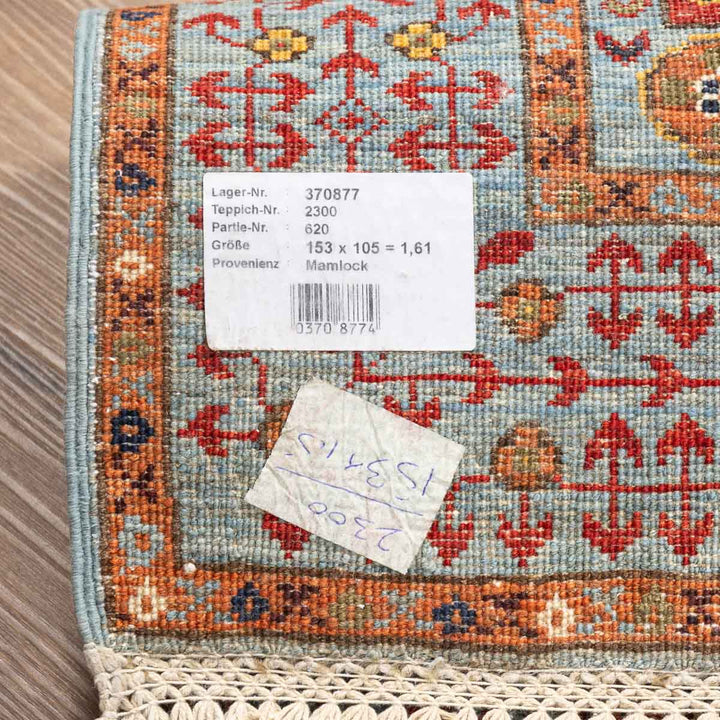 Lager-Nr. : 370877
Teppich-Nr. : 2300
Partie-Nr. : 620
Größe : 153 x 105 = 1,61
Provenienz : Mamlock
0370 8774
2300